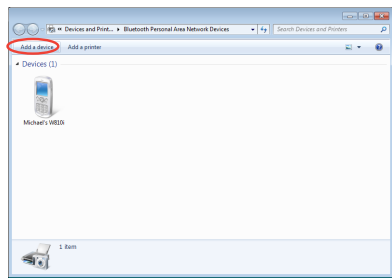 « Devices and Print... ▸ Bluetooth Personal Area Network Devices
Search Devices and Printers
Add a device
Add a printer
Devices (1)
Michael's W810i
1 item